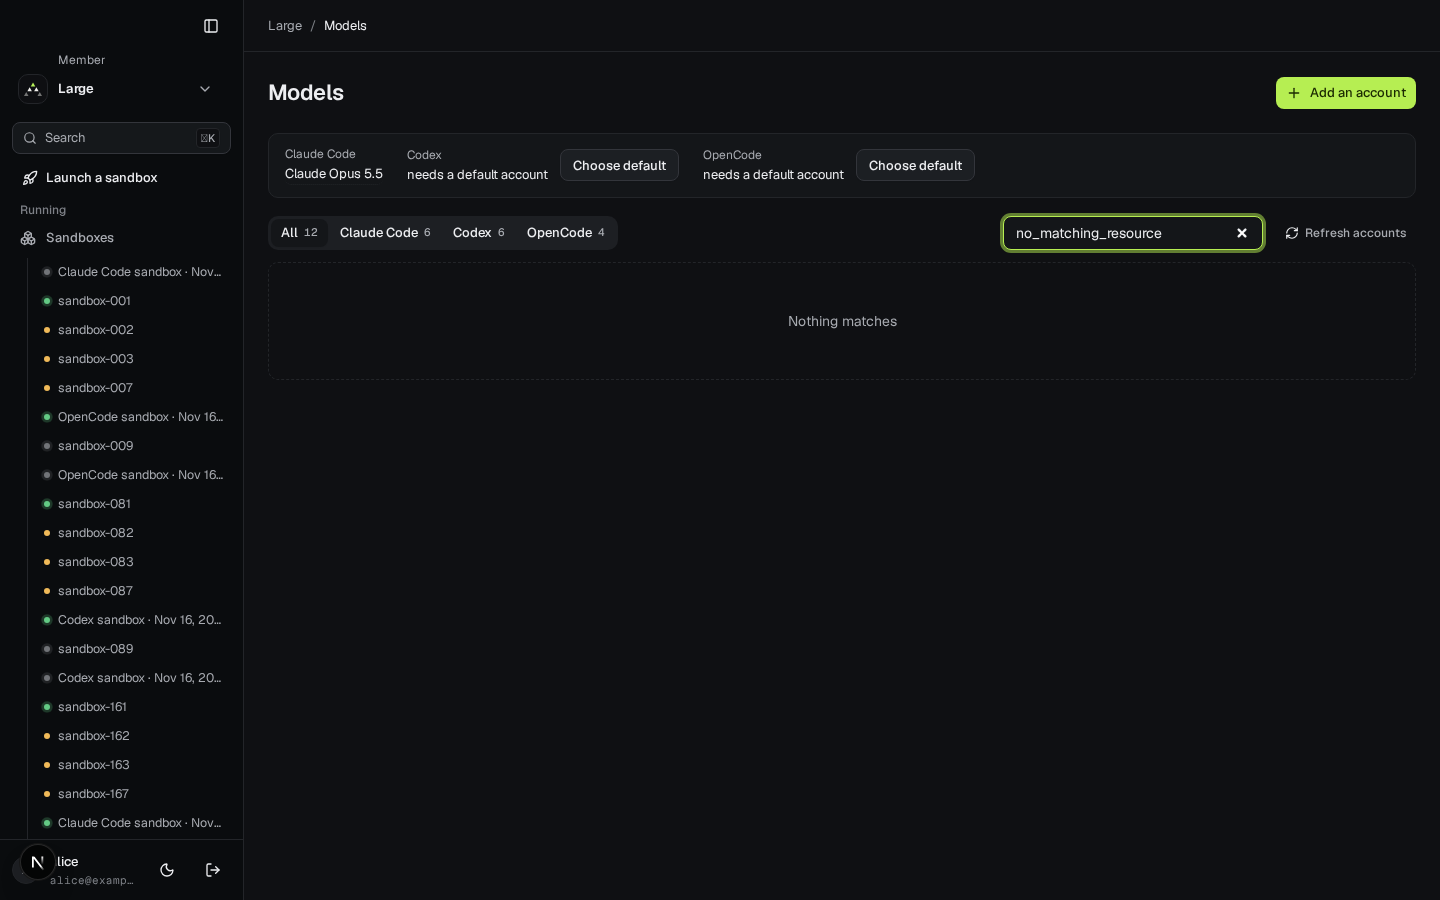 Member
Large
Search
K
Launch a sandbox
Running
Sandboxes
Claude Code sandbox · Nov...
sandbox-001
sandbox-002
sandbox-003
sandbox-007
OpenCode sandbox · Nov 16...
sandbox-009
OpenCode sandbox · Nov 16...
sandbox-081
sandbox-082
sandbox-083
sandbox-087
Codex sandbox · Nov 16, 20...
sandbox-089
Codex sandbox · Nov 16, 20...
sandbox-161
sandbox-162
sandbox-163
sandbox-167
Claude Code sandbox · Nov...
N
lice
alice@examp...
Large / Models
Models
Add an account
Claude Code
Claude Opus 5.5
Codex
needs a default account
Choose default
OpenCode
needs a default account
Choose default
All 12 Claude Code 6 Codex 6 OpenCode 4
no_matching_resource
Refresh accounts
Nothing matches